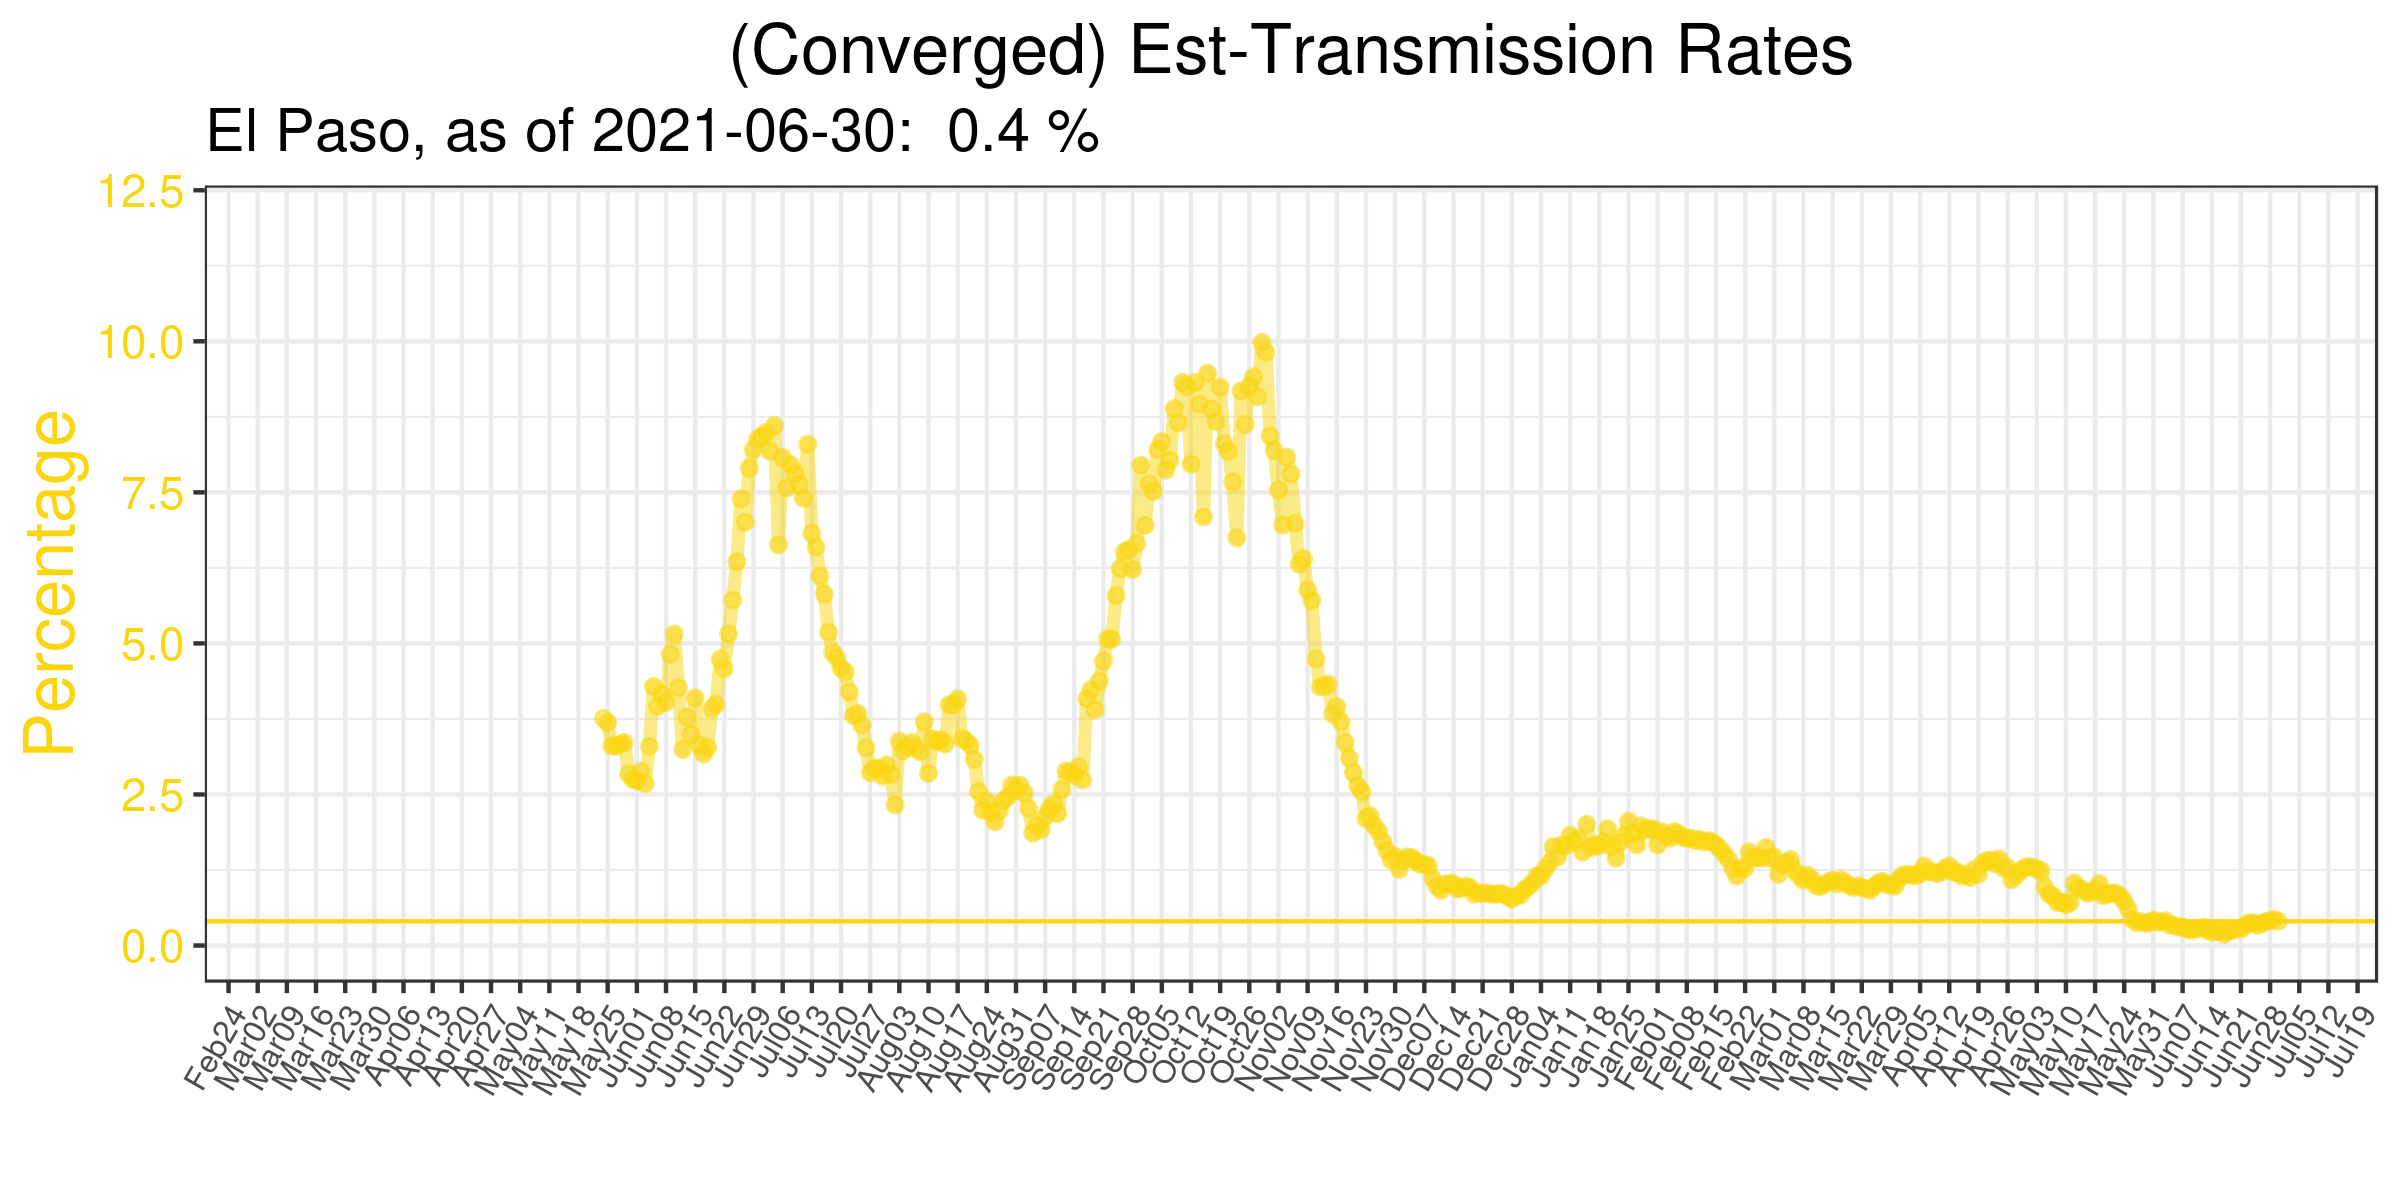 (Converged) Est-Transmission Rates
El Paso, as of 2021-06-30:  0.4 %
Percentage
12.5
10.0
7.5
5.0
2.5
0.0
Feb24
Mar02
Mar09
Mar16
Mar23
Mar30
Apr06
Apr13
Apr20
Apr27
May04
May11
May18
May25
Jun01
Jun08
Jun15
Jun22
Jun29
Jul06
Jul13
Jul20
Jul27
Aug03
Aug10
Aug17
Aug24
Aug31
Sep07
Sep14
Sep21
Sep28
Oct05
Oct12
Oct19
Oct26
Nov02
Nov09
Nov16
Nov23
Nov30
Dec07
Dec14
Dec21
Dec28
Jan04
Jan11
Jan18
Jan25
Feb01
Feb08
Feb15
Feb22
Mar01
Mar08
Mar15
Mar22
Mar29
Apr05
Apr12
Apr19
Apr26
May03
May10
May17
May24
May31
Jun07
Jun14
Jun21
Jun28
Jul05
Jul12
Jul19